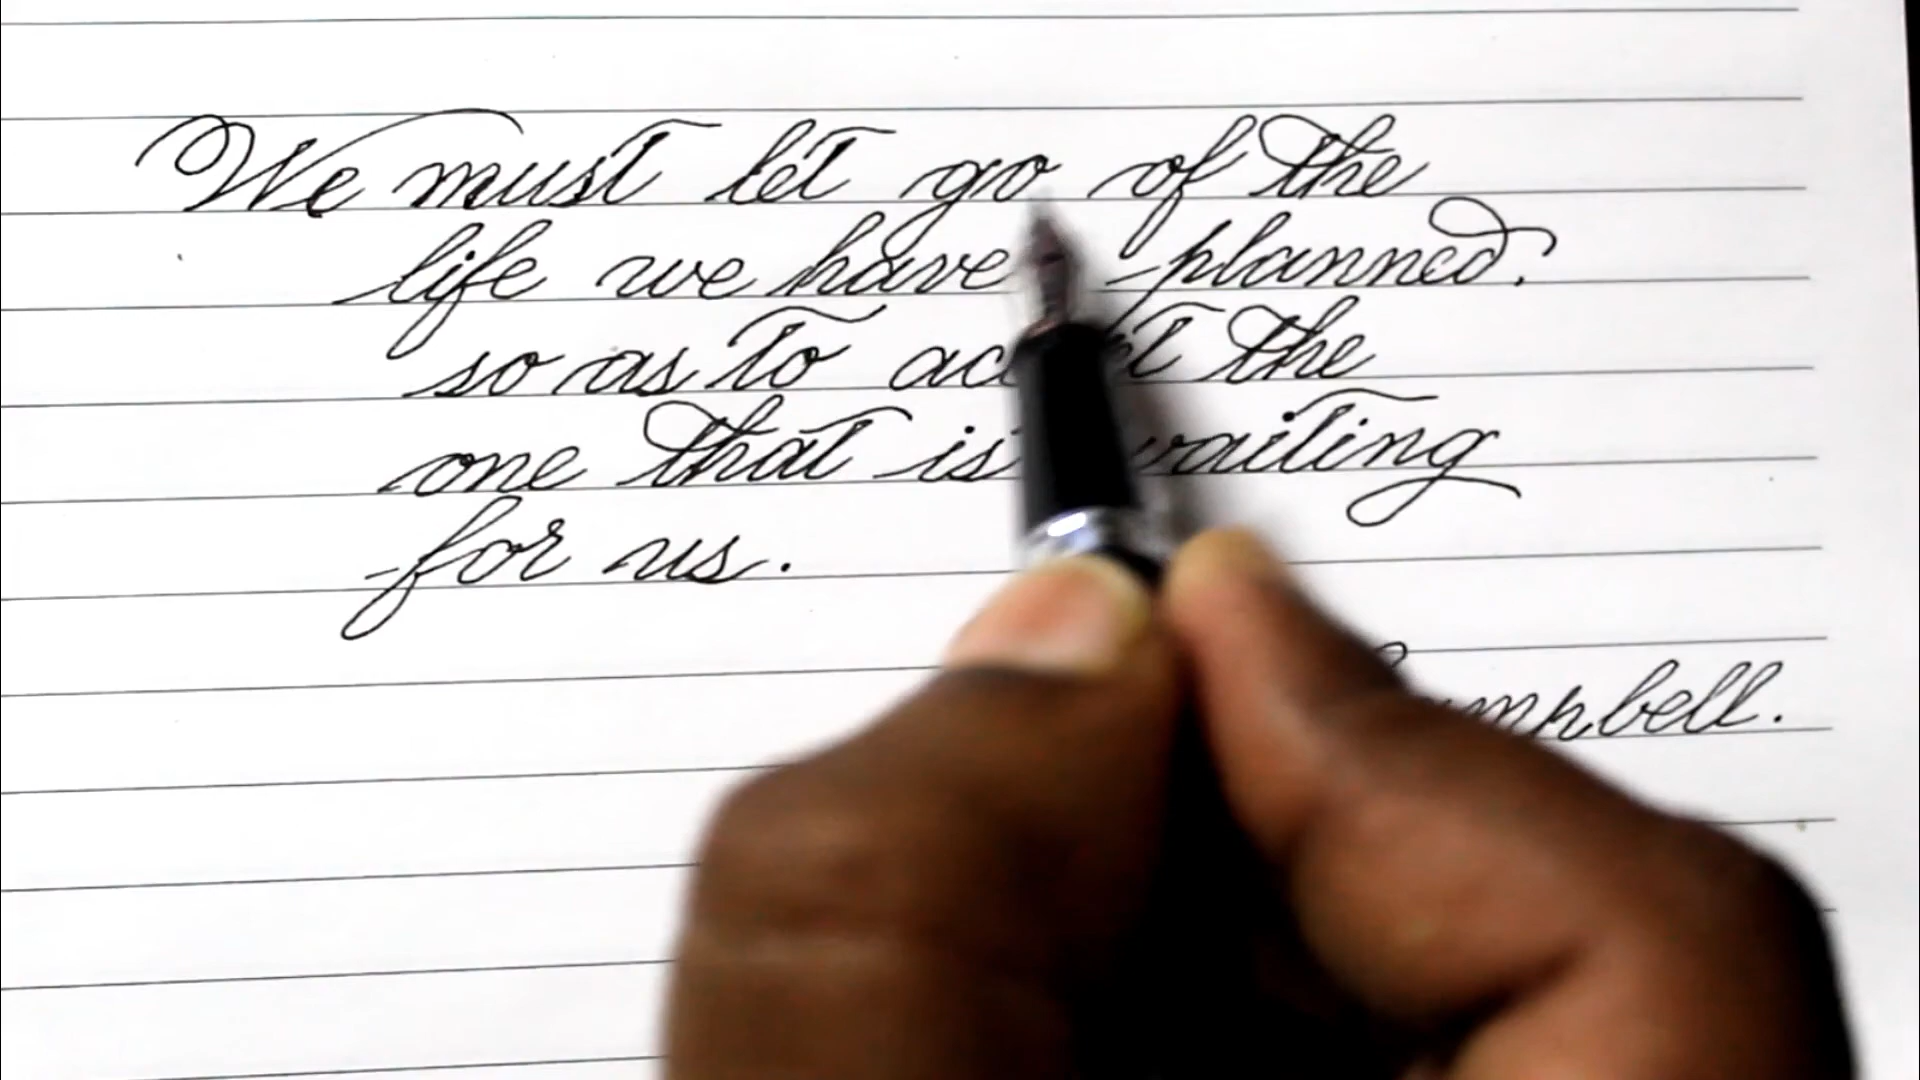 We must let go of the
life we have planned.
so as to the
one that is
for us.